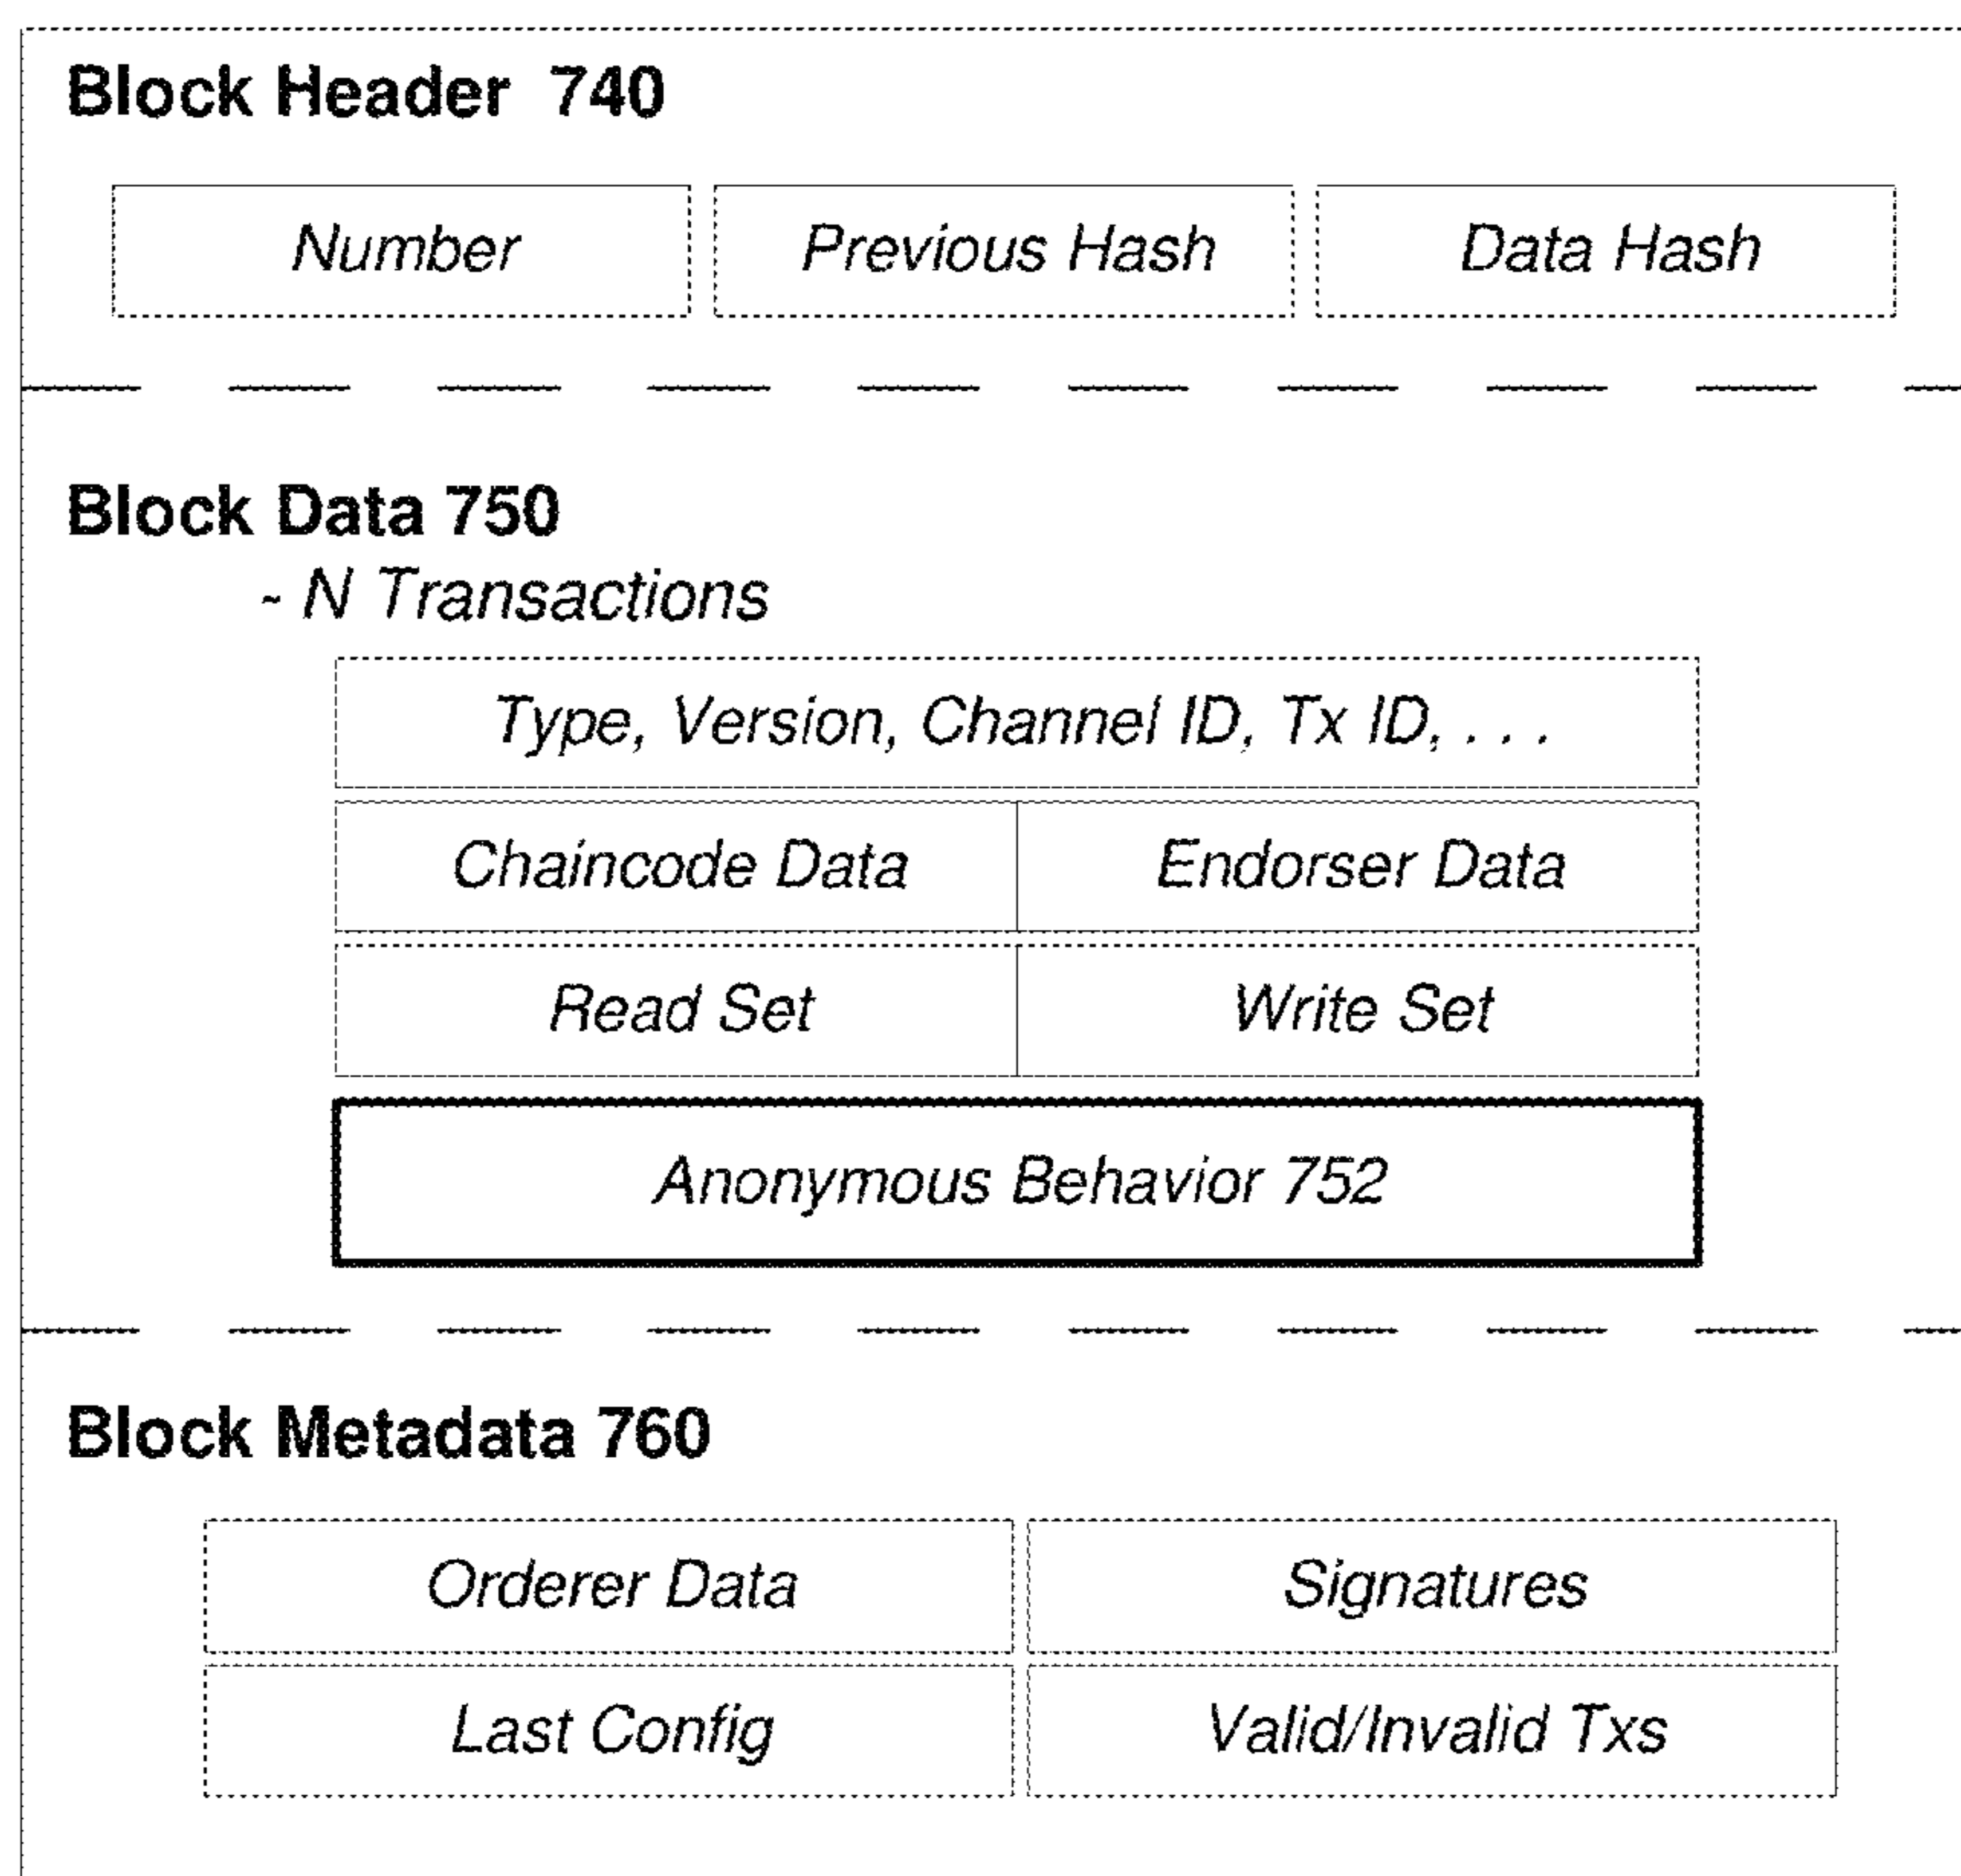 Block Header 740
Number Previous Hash Data Hash
Block Data 750
- N Transactions
Type, Version, Channel ID, Tx ID, . . .
Chaincode Data Endorser Data
Read Set Write Set
Anonymous Behavior 752
Block Metadata 760
Orderer Data Signatures
Last Config Valid/Invalid Txs